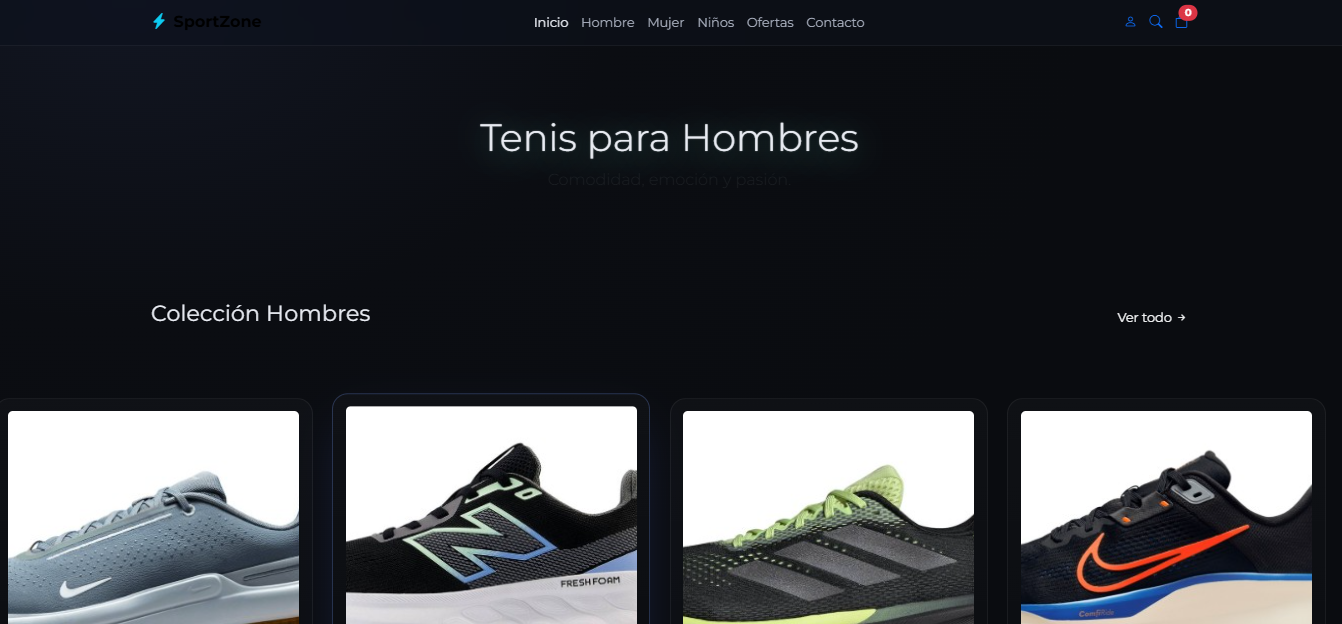 SportZone
Inicio Hombre Mujer Niños Ofertas Contacto
0
Tenis para Hombres
Comodidad, emoción y pasión.
Colección Hombres
Ver todo →
FRESH FOAM